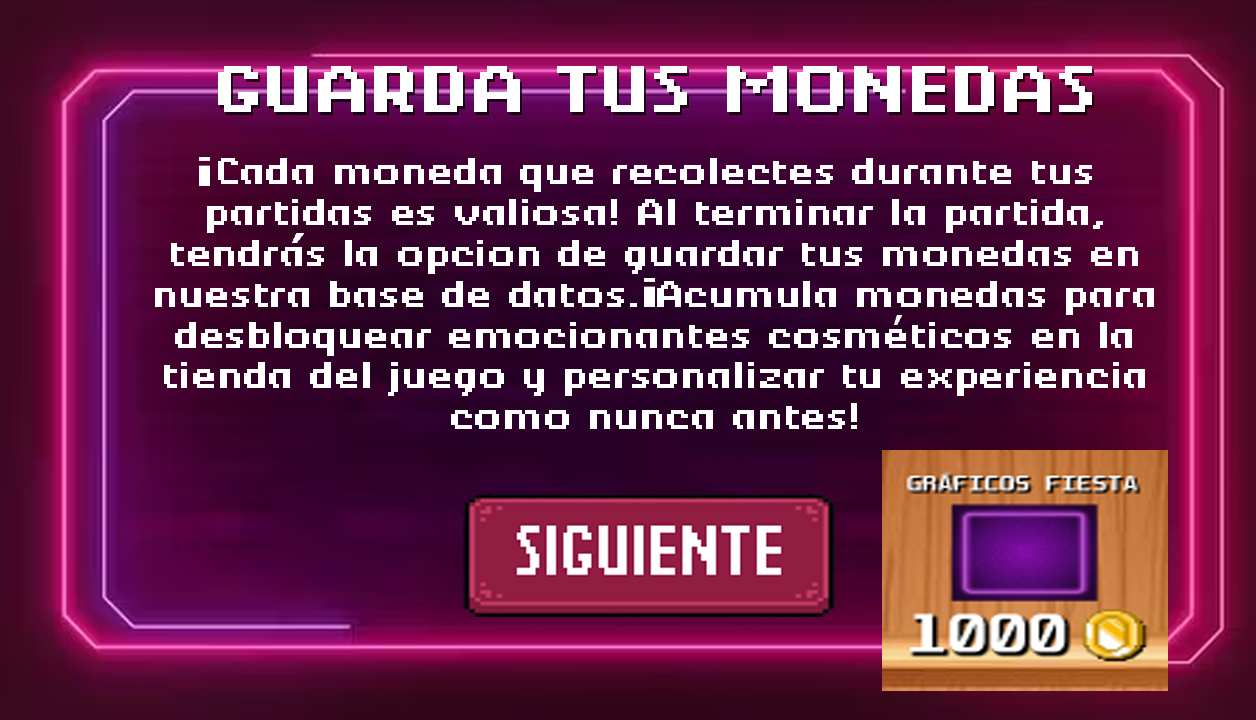 GUARDA TUS MONEDAS
¡Cada moneda que recolectes durante tus
partidas es valiosa! Al terminar la partida,
tendrás la opcion de guardar tus monedas en
nuestra base de datos.¡Acumula monedas para
desbloquear emocionantes cosméticos en la
tienda del juego y personalizar tu experiencia
como nunca antes!
SIGUIENTE
GRÁFICOS FIESTA
1000